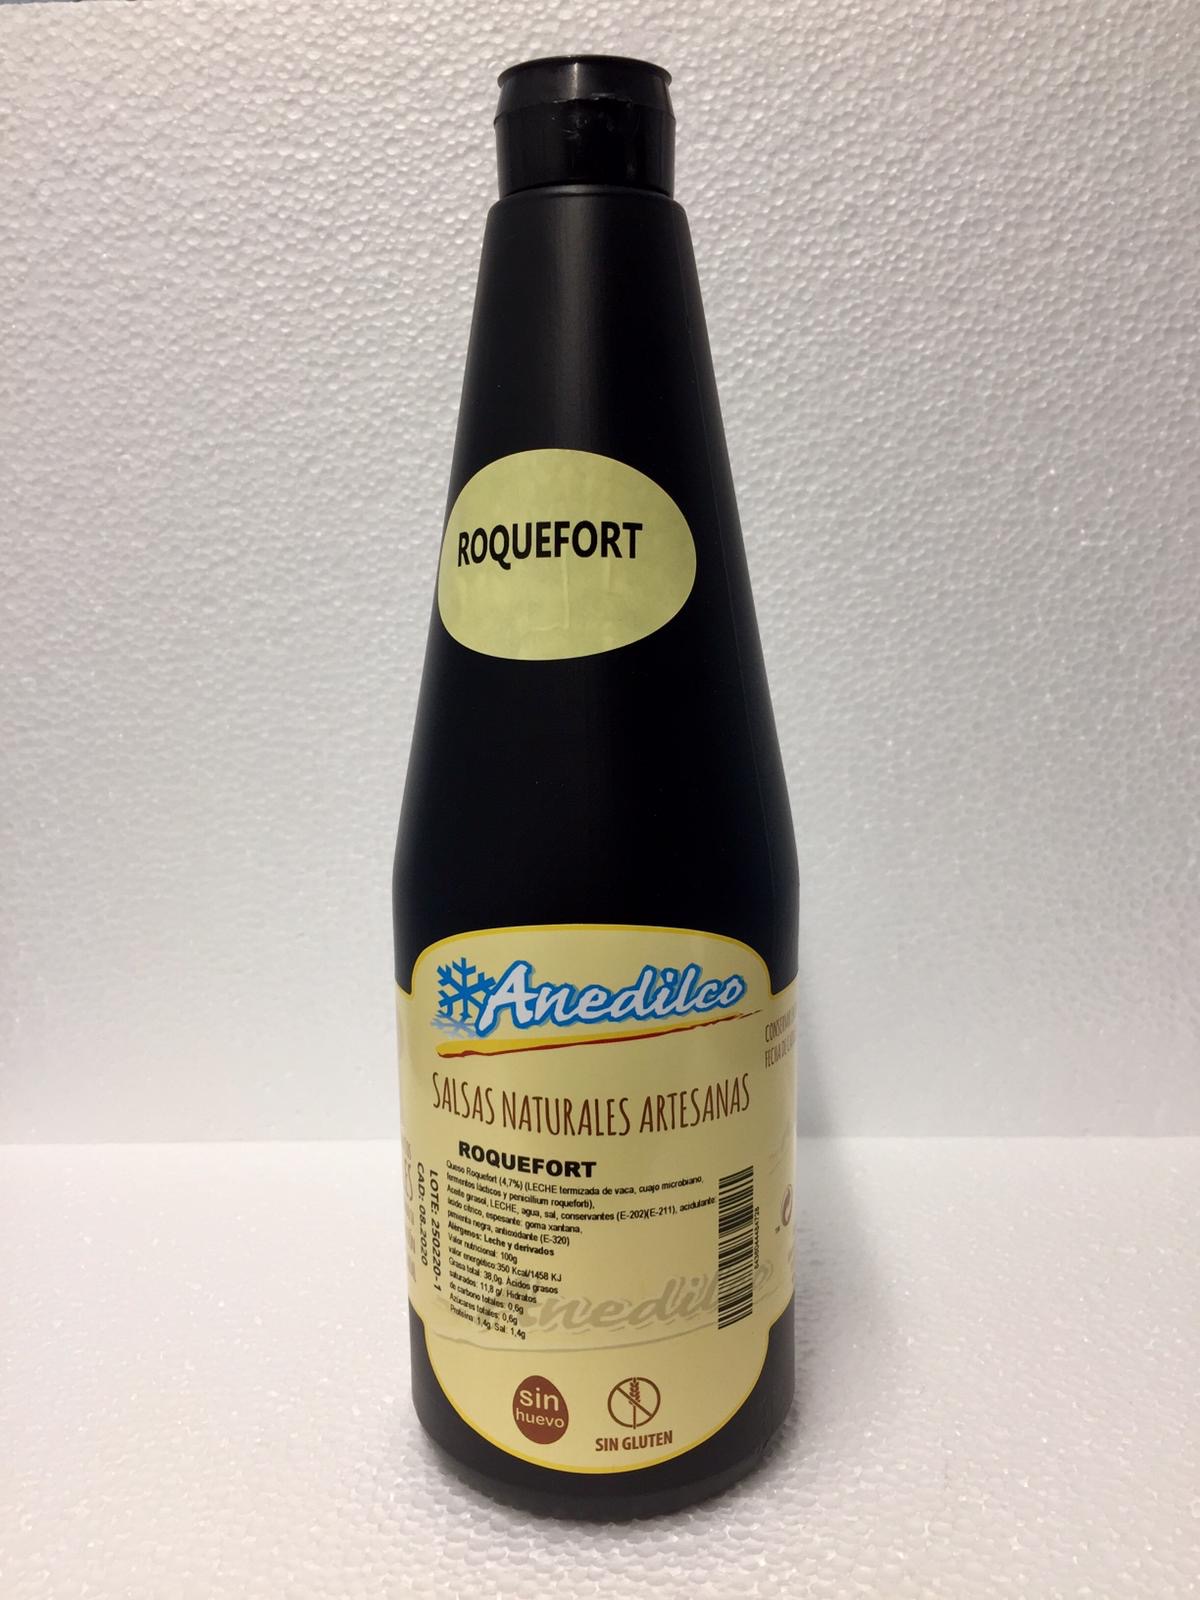 ROQUEFORT
Anedilco
SALSAS NATURALES ARTESANAS
ROQUEFORT
Queso Roquefort (4,7%) (LECHE termizada de vaca, cuajo microbiano,
fermentos lácticos y penicillium roqueforti),
Aceite girasol, LECHE, agua, sal, conservantes (E-202)(E-211), acidulante:
ácido cítrico, espesante: goma xantana,
pimienta negra, antioxidante (E-320)
Alérgenos: Leche y derivados
Valor nutricional: 100g
valor energético:350 Kcal/1458 KJ
Grasa total: 38,0g. Ácidos grasos
saturados: 11,8 g/. Hidratos
de carbono totales: 0,6g
Azúcares totales: 0,6g
Proteína: 1,4g. Sal: 1,4g
LOTE: 250220-1
CAD: 08.2020
Anedilco
sin
huevo
SIN GLUTEN
FECHA DE